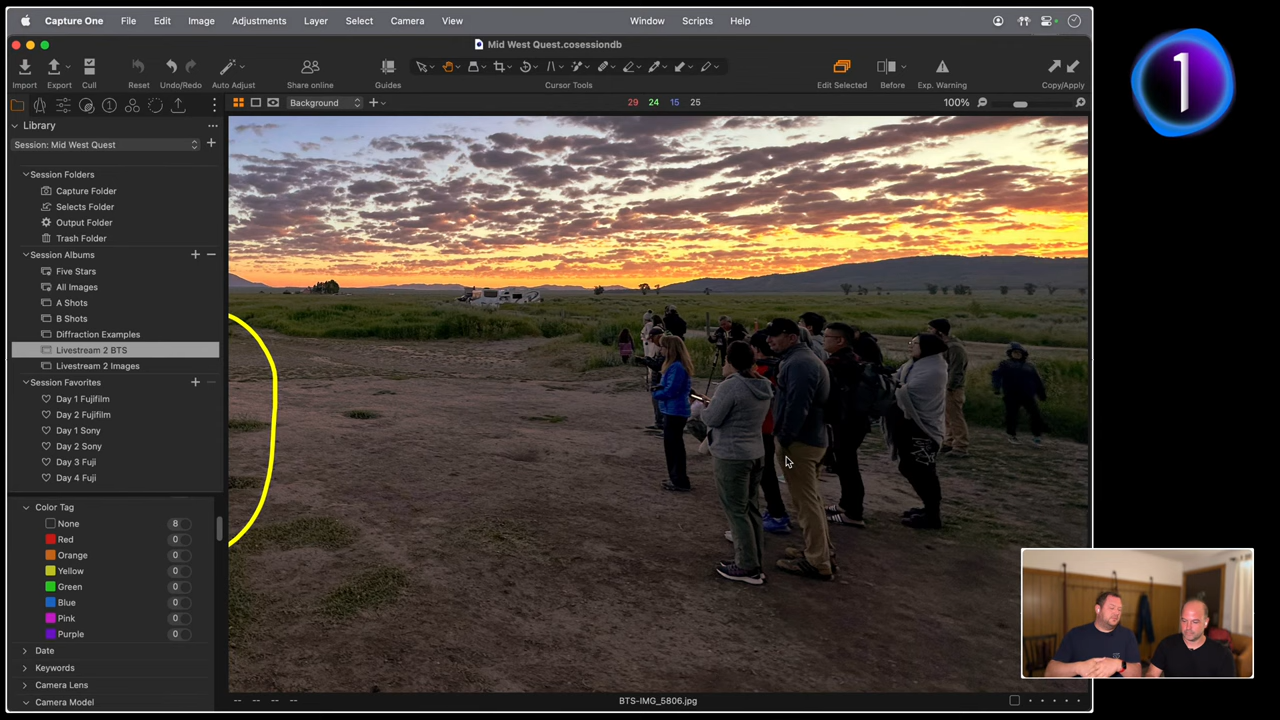 Capture One File Edit Image Adjustments Layer Select Camera View Window Scripts Help
Mid West Quest.cosessiondb
Import Export Cull Reset Undo/Redo Auto Adjust Share online Guides Cursor Tools Edit Selected Before Exp. Warning Copy/Apply
Background 29 24 15 25 100%
Library
Session: Mid West Quest
Session Folders
Capture Folder
Selects Folder
Output Folder
Trash Folder
Session Albums
Five Stars
All Images
A Shots
B Shots
Diffraction Examples
Livestream 2 BTS
Livestream 2 Images
Session Favorites
Day 1 Fujifilm
Day 2 Fujifilm
Day 1 Sony
Day 2 Sony
Day 3 Fuji
Day 4 Fuji
Color Tag
None 8
Red 0
Orange 0
Yellow 0
Green 0
Blue 0
Pink 0
Purple 0
Date
Keywords
Camera Lens
Camera Model
-- -- -- --
BTS-IMG_5806.jpg
1